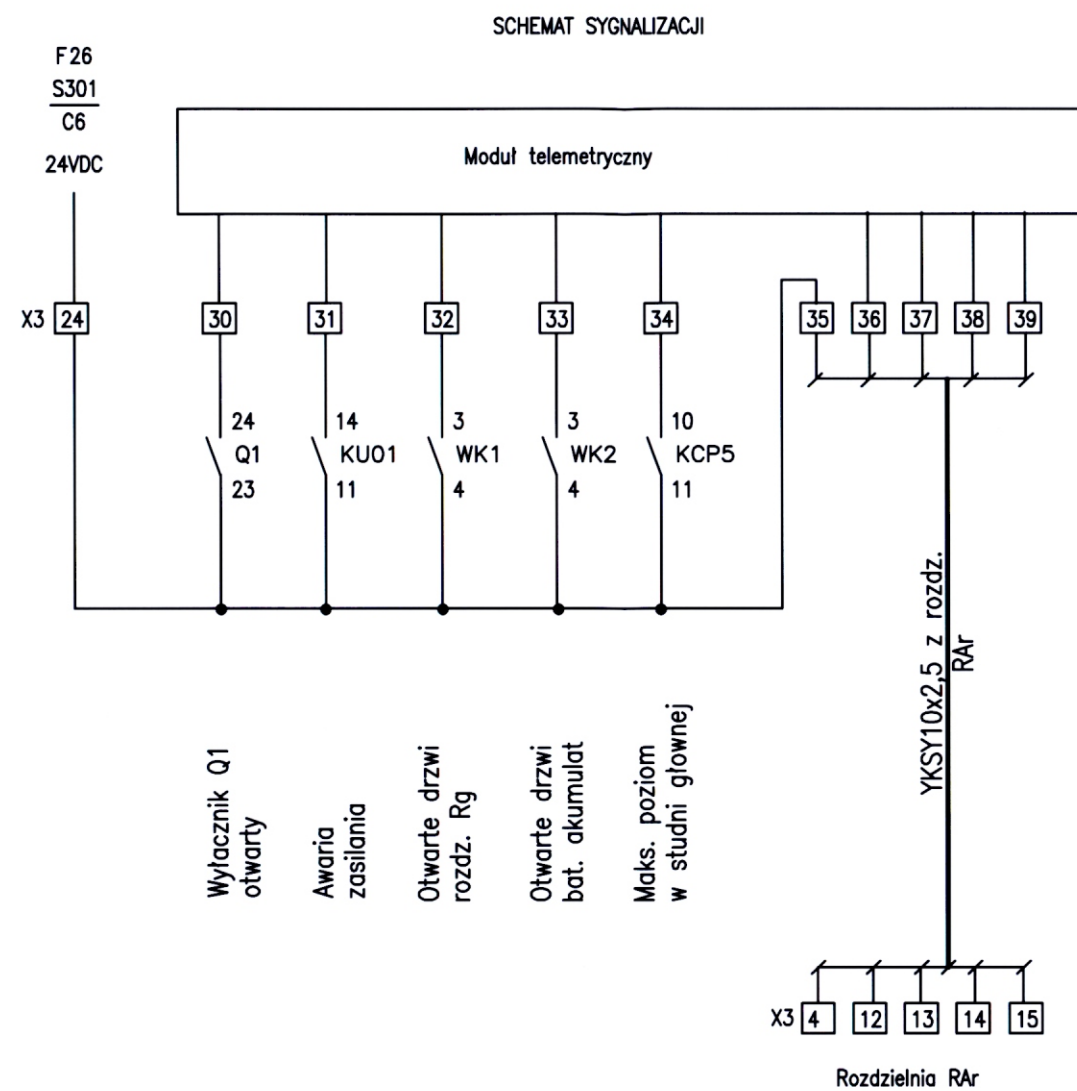 SCHEMAT SYGNALIZACJI
F26
S301
C6
24VDC
Moduł telemetryczny
X3 24 30 31 32 33 34 35 36 37 38 39
24 14 3 3 10
Q1 KU01 WK1 WK2 KCP5
23 11 4 4 11
YKSY10x2,5 z rozdz.
RAr
Wyłacznik Q1
otwarty
Awaria
zasilania
Otwarte drzwi
rozdz. Rg
Otwarte drzwi
bat. akumulat
Maks. poziom
w studni głownej
X3 4 12 13 14 15
Rozdzielnia RAr